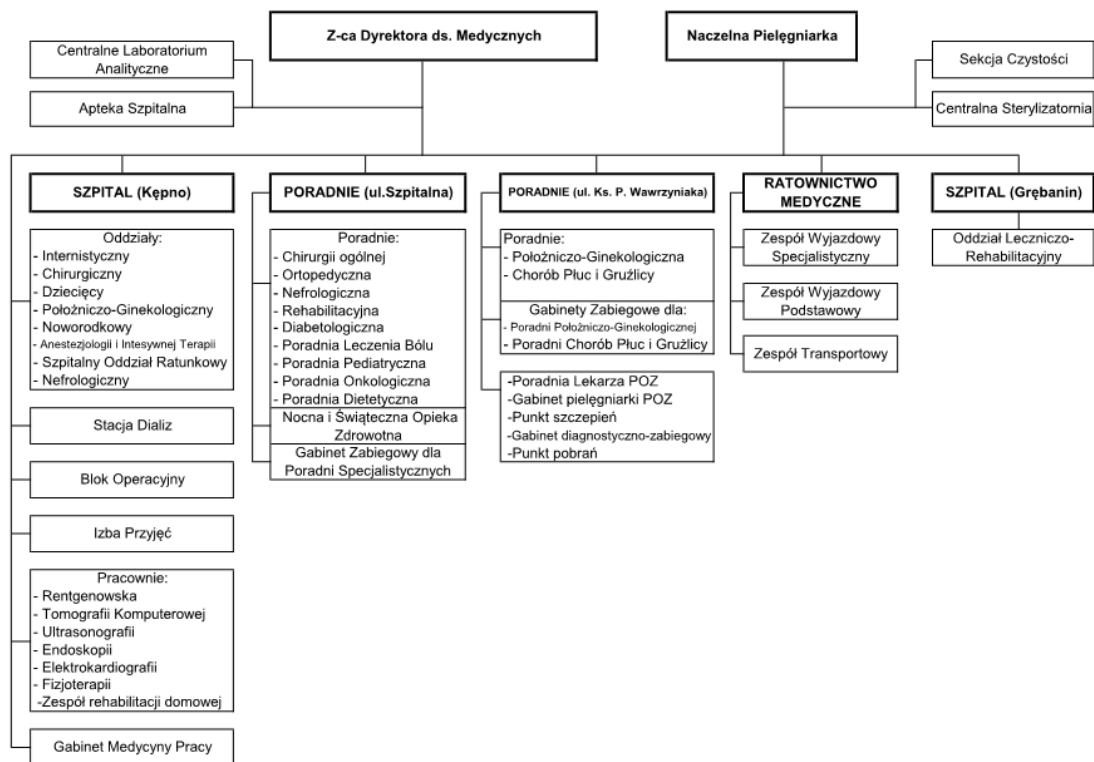 Z-ca Dyrektora ds. Medycznych
Naczelna Pielęgniarka
Centralne Laboratorium
Analityczne
Apteka Szpitalna
Sekcja Czystości
Centralna Sterylizatornia
SZPITAL (Kępno)
Oddziały:
- Internistyczny
- Chirurgiczny
- Dziecięcy
- Położniczo-Ginekologiczny
- Noworodkowy
- Anestezjologii i Intesywnej Terapii
- Szpitalny Oddział Ratunkowy
- Nefrologiczny
Stacja Dializ
Blok Operacyjny
Izba Przyjęć
Pracownie:
- Rentgenowska
- Tomografii Komputerowej
- Ultrasonografii
- Endoskopii
- Elektrokardiografii
- Fizjoterapii
-Zespół rehabilitacji domowej
Gabinet Medycyny Pracy
PORADNIE (ul.Szpitalna)
Poradnie:
- Chirurgii ogólnej
- Ortopedyczna
- Nefrologiczna
- Rehabilitacyjna
- Diabetologiczna
- Poradnia Leczenia Bólu
- Poradnia Pediatryczna
- Poradnia Onkologiczna
- Poradnia Dietetyczna
Nocna i Świąteczna Opieka
Zdrowotna
Gabinet Zabiegowy dla
Poradni Specjalistycznych
PORADNIE (ul. Ks. P. Wawrzyniaka)
Poradnie:
- Położniczo-Ginekologiczna
- Chorób Płuc i Gruźlicy
Gabinety Zabiegowe dla:
- Poradni Położniczo-Ginekologicznej
- Poradni Chorób Płuc i Gruźlicy
-Poradnia Lekarza POZ
-Gabinet pielęgniarki POZ
-Punkt szczepień
-Gabinet diagnostyczno-zabiegowy
-Punkt pobrań
RATOWNICTWO
MEDYCZNE
Zespół Wyjazdowy
Specjalistyczny
Zespół Wyjazdowy
Podstawowy
Zespół Transportowy
SZPITAL (Grębanin)
Oddział Leczniczo-
Rehabilitacyjny